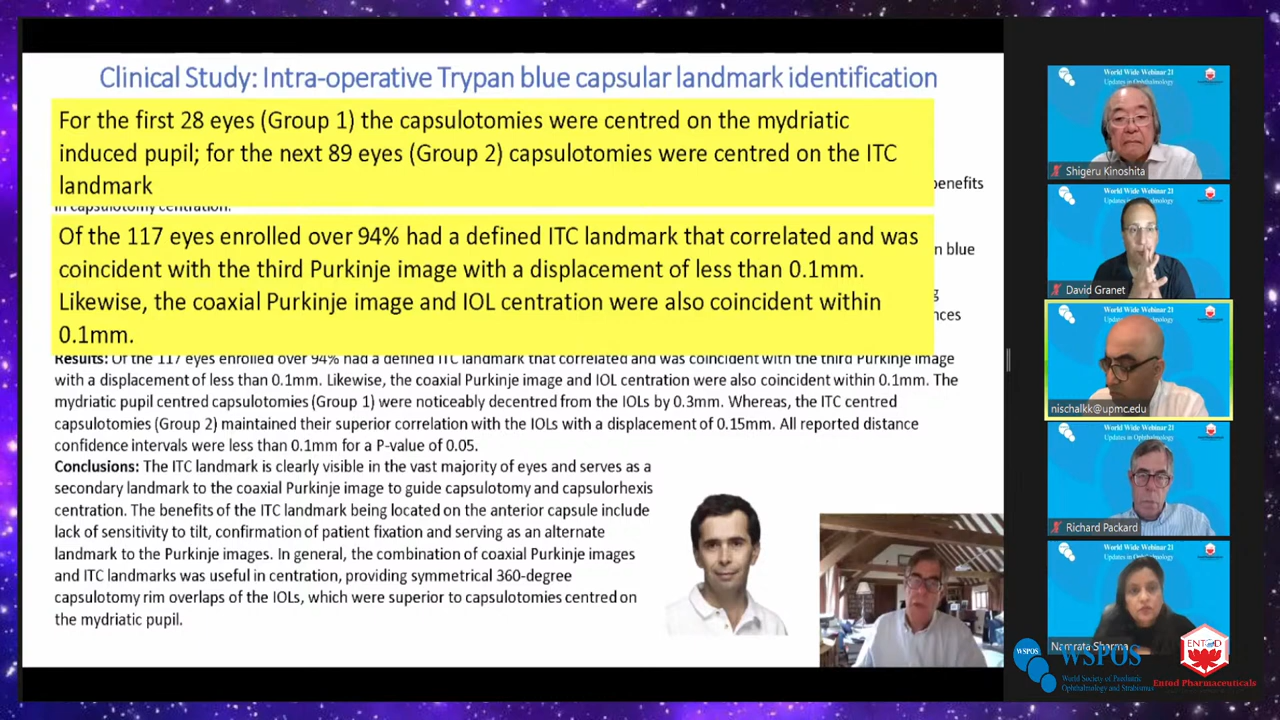 Clinical Study: Intra-operative Trypan blue capsular landmark identification
For the first 28 eyes (Group 1) the capsulotomies were centred on the mydriatic
induced pupil; for the next 89 eyes (Group 2) capsulotomies were centred on the ITC
landmark
benefits
in capsulotomy centration.
Of the 117 eyes enrolled over 94% had a defined ITC landmark that correlated and was
coincident with the third Purkinje image with a displacement of less than 0.1mm.
Likewise, the coaxial Purkinje image and IOL centration were also coincident within
0.1mm.
n blue
g
nces
Results: Of the 117 eyes enrolled over 94% had a defined ITC landmark that correlated and was coincident with the third Purkinje image
with a displacement of less than 0.1mm. Likewise, the coaxial Purkinje image and IOL centration were also coincident within 0.1mm. The
mydriatic pupil centred capsulotomies (Group 1) were noticeably decentred from the IOLs by 0.3mm. Whereas, the ITC centred
capsulotomies (Group 2) maintained their superior correlation with the IOLs with a displacement of 0.15mm. All reported distance
confidence intervals were less than 0.1mm for a P-value of 0.05.
Conclusions: The ITC landmark is clearly visible in the vast majority of eyes and serves as a
secondary landmark to the coaxial Purkinje image to guide capsulotomy and capsulorhexis
centration. The benefits of the ITC landmark being located on the anterior capsule include
lack of sensitivity to tilt, confirmation of patient fixation and serving as an alternate
landmark to the Purkinje images. In general, the combination of coaxial Purkinje images
and ITC landmarks was useful in centration, providing symmetrical 360-degree
capsulotomy rim overlaps of the IOLs, which were superior to capsulotomies centred on
the mydriatic pupil.
World Wide Webinar 21
Updates in Ophthalmology
Shigeru Kinoshita
World Wide Webinar 21
David Granet
World Wide Webinar 21
nischalkk@upmc.edu
World Wide Webinar 21
Richard Packard
World Wide Webinar 21
Namrata Sharma
WSPOS
WSPOS
World Society of Paediatric
Ophthalmology and Strabismus
ENTOD
Entod Pharmaceuticals